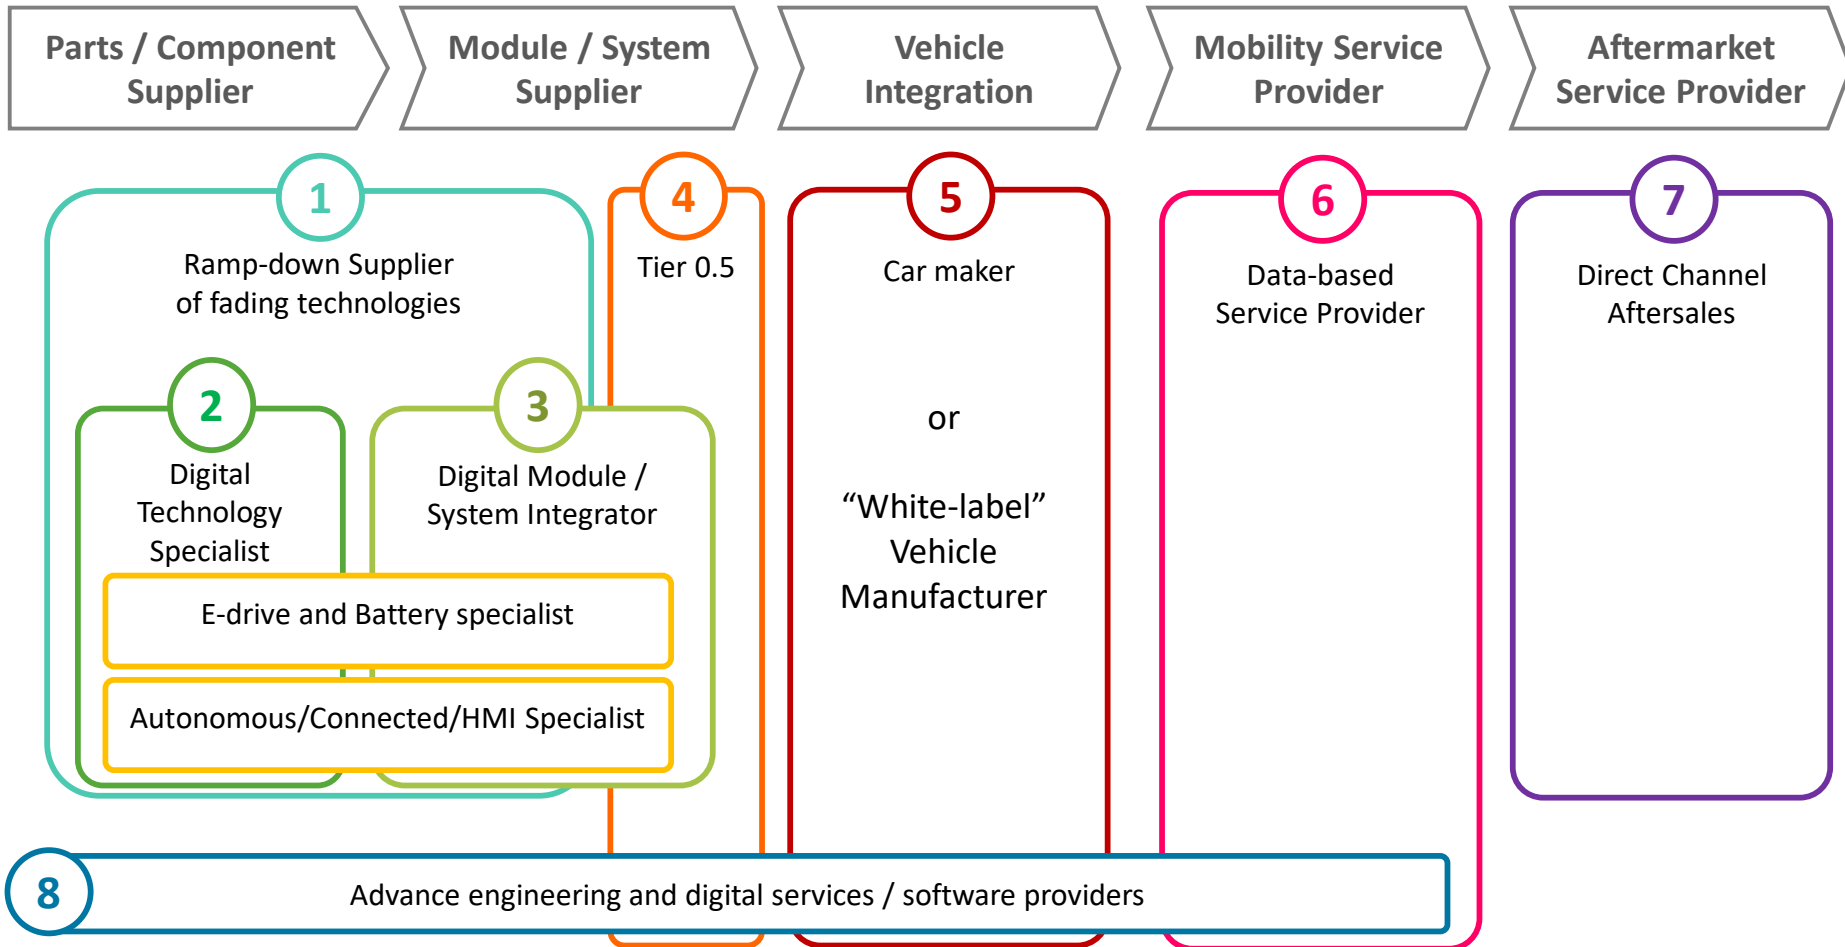 Parts / Component
Supplier
Module / System
Supplier
Vehicle
Integration
Mobility Service
Provider
Aftermarket
Service Provider
1
Ramp-down Supplier
of fading technologies
4
Tier 0.5
5
Car maker
or
“White-label”
Vehicle
Manufacturer
6
Data-based
Service Provider
7
Direct Channel
Aftersales
2
Digital
Technology
Specialist
3
Digital Module /
System Integrator
E-drive and Battery specialist
Autonomous/Connected/HMI Specialist
8
Advance engineering and digital services / software providers